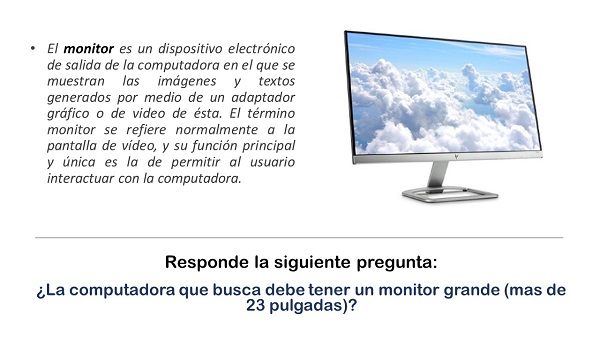 • El monitor es un dispositivo electrónico
de salida de la computadora en el que se
muestran las imágenes y textos
generados por medio de un adaptador
gráfico o de video de ésta. El término
monitor se refiere normalmente a la
pantalla de vídeo, y su función principal
y única es la de permitir al usuario
interactuar con la computadora.
Responde la siguiente pregunta:
¿La computadora que busca debe tener un monitor grande (mas de
23 pulgadas)?